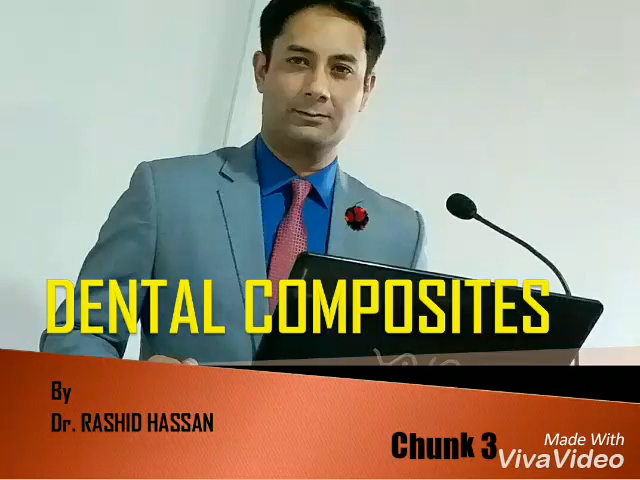 DENTAL COMPOSITES
By
Dr. RASHID HASSAN
Chunk 3
Made With
VivaVideo